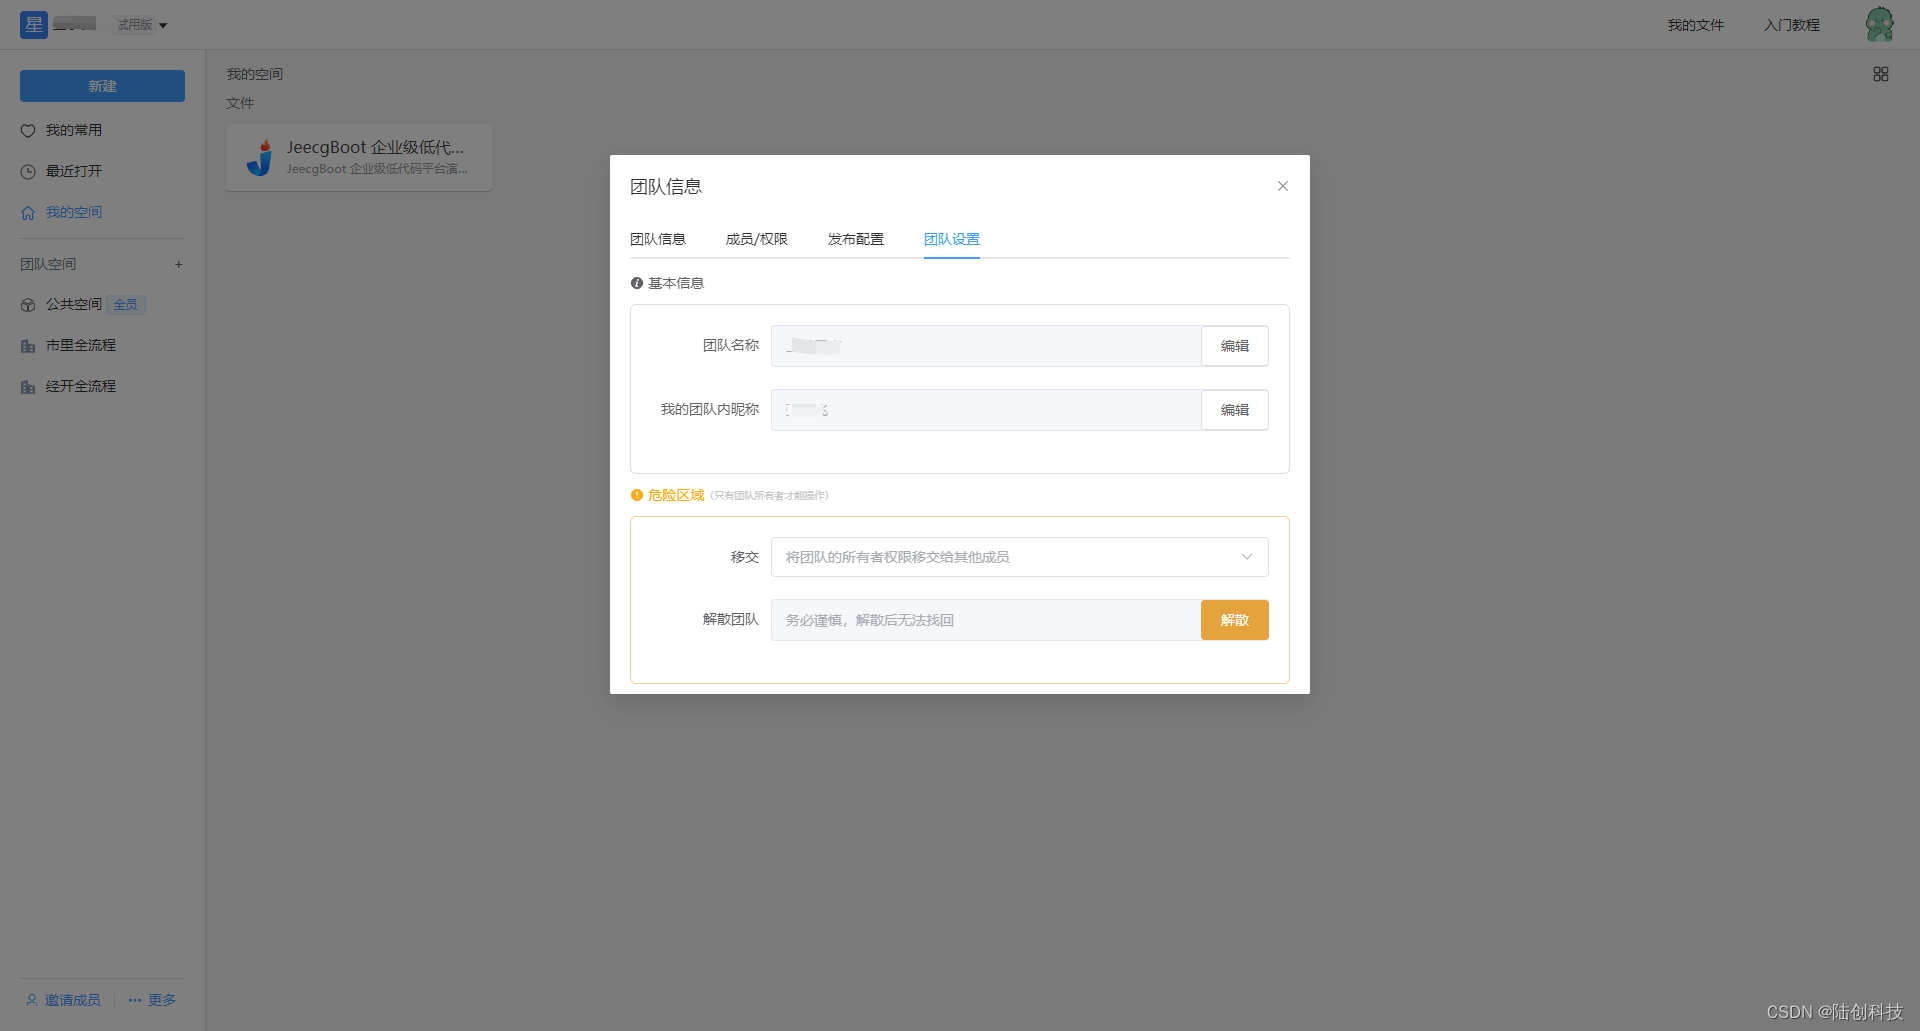 星
试用版
我的文件
入门教程
新建
我的常用
最近打开
我的空间
团队空间 +
公共空间 全员
市里全流程
经开全流程
邀请成员
更多
我的空间
文件
JeecgBoot 企业级低代...
JeecgBoot 企业级低代码平台演...
团队信息
团队信息 成员/权限 发布配置 团队设置
基本信息
团队名称 编辑
我的团队内昵称 编辑
危险区域 (只有团队所有者才能操作)
移交 将团队的所有者权限移交给其他成员
解散团队 务必谨慎，解散后无法找回 解散
CSDN @陆创科技